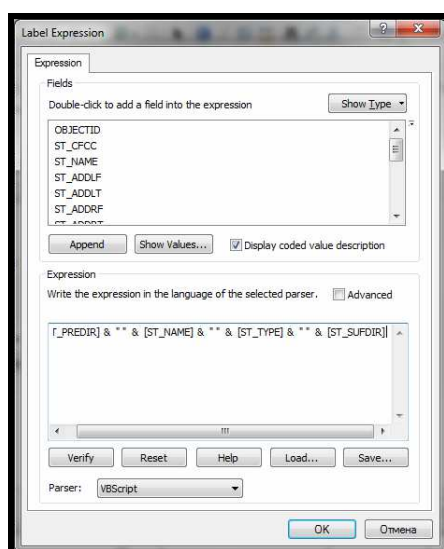 Label Expression
Expression
Fields
Double-click to add a field into the expression
Show Type
OBJECTID
ST_CFCC
ST_NAME
ST_ADDLF
ST_ADDLT
ST_ADDRF
Append Show Values... Display coded value description
Expression
Write the expression in the language of the selected parser. Advanced
T_PREDIR] & " " & [ST_NAME] & " " & [ST_TYPE] & " " & [ST_SUFDIR]
Verify Reset Help Load... Save...
Parser: VBScript
OK Отмена